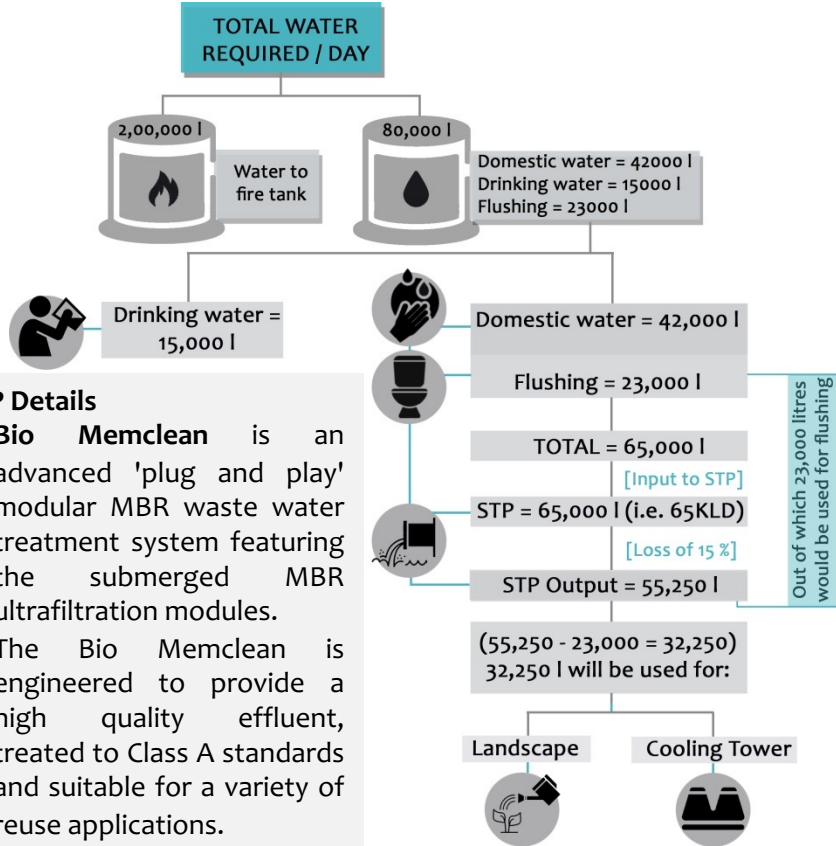 TOTAL WATER
REQUIRED / DAY
2,00,000 l
Water to
fire tank
80,000 l
Domestic water = 42000 l
Drinking water = 15000 l
Flushing = 23000 l
Drinking water =
15,000 l
Domestic water = 42,000 l
Flushing = 23,000 l
TOTAL = 65,000 l
[Input to STP]
STP = 65,000 l (i.e. 65KLD)
[Loss of 15 %]
STP Output = 55,250 l
Out of which 23,000 litres
would be used for flushing
(55,250 - 23,000 = 32,250)
32,250 l will be used for:
Landscape
Cooling Tower
Details
Bio Memclean is an
advanced 'plug and play'
modular MBR waste water
treatment system featuring
the submerged MBR
ultrafiltration modules.
The Bio Memclean is
engineered to provide a
high quality effluent,
created to Class A standards
and suitable for a variety of
reuse applications.